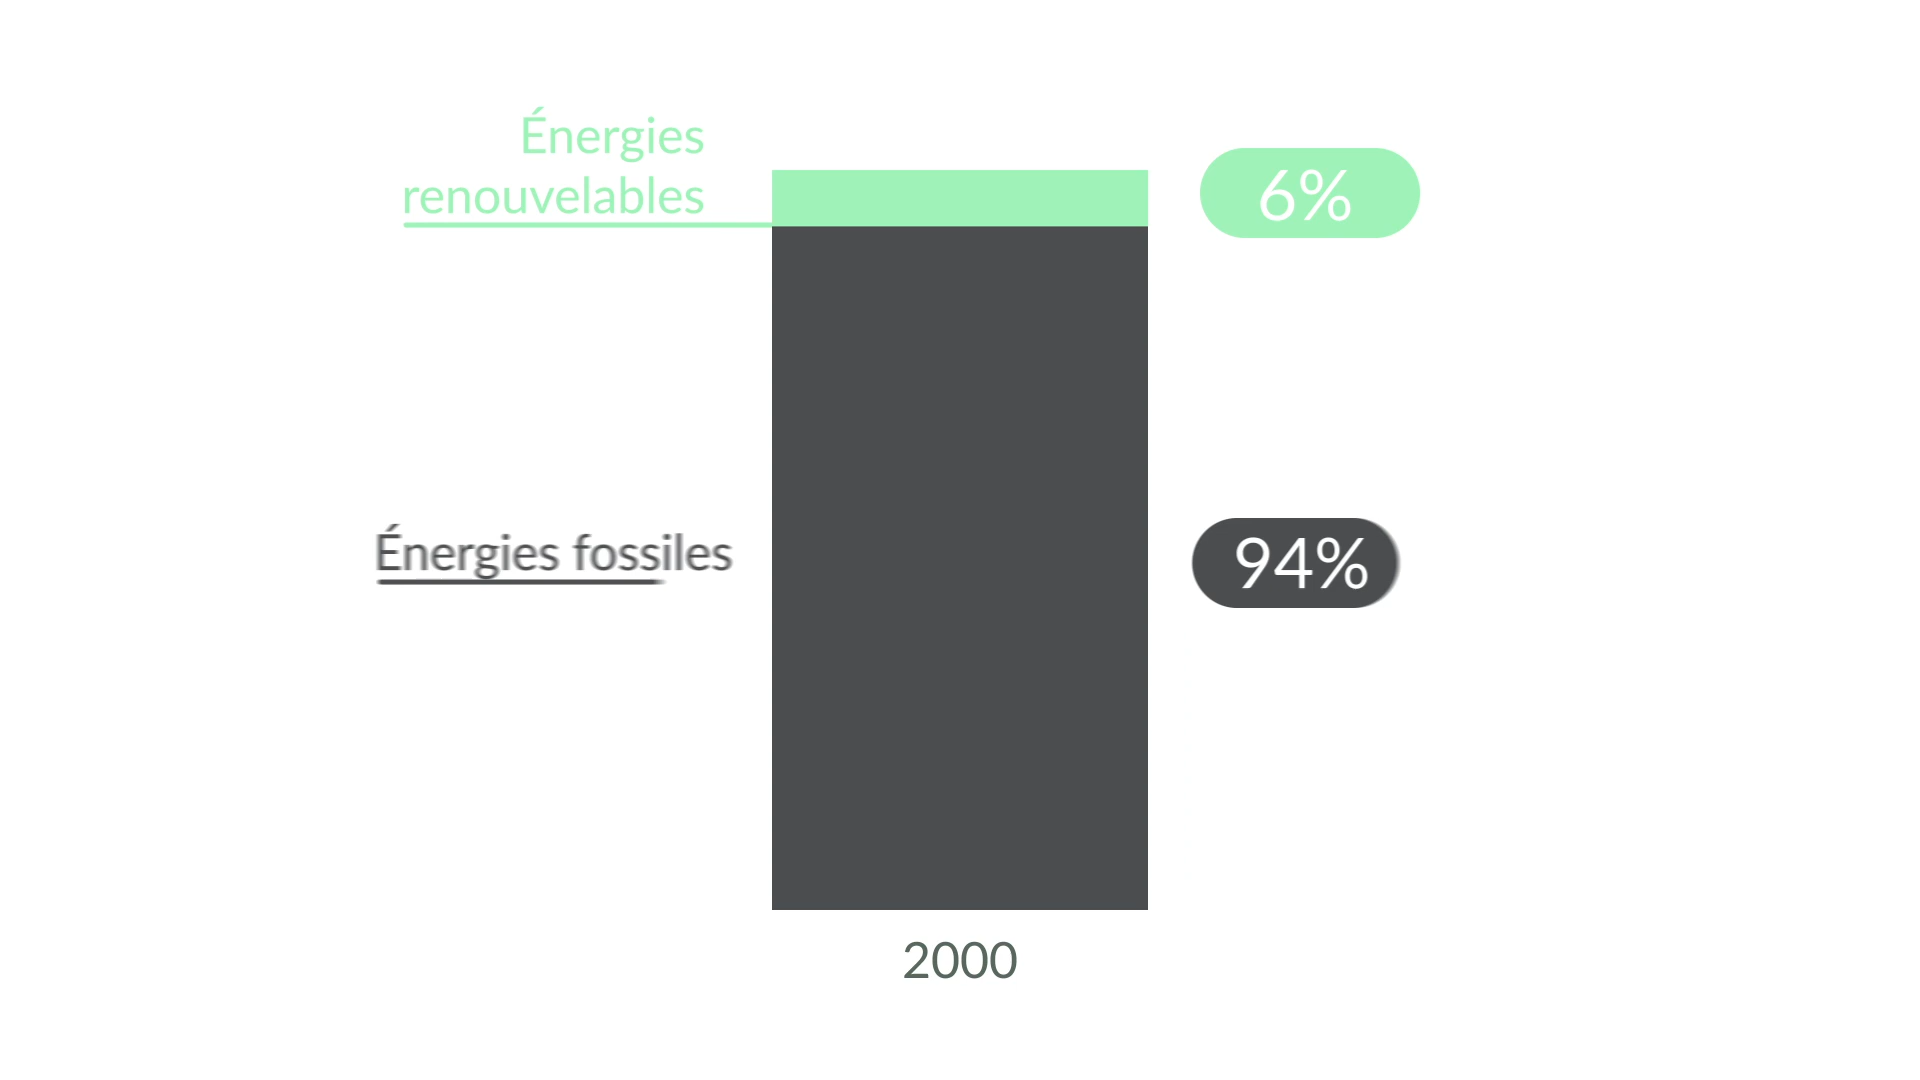 Énergies
renouvelables
6%
Énergies fossiles
94%
2000